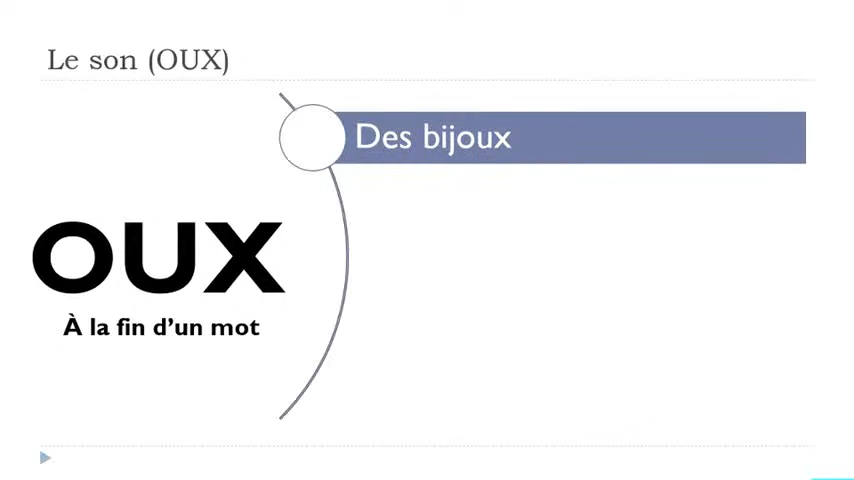 Le son (OUX)
Des bijoux
OUX
À la fin d’un mot